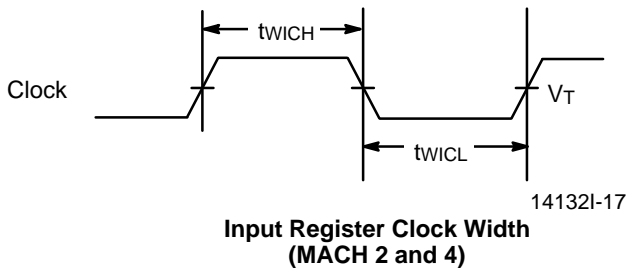 tWICH
Clock
VT
tWICL
14132I-17
Input Register Clock Width
(MACH 2 and 4)